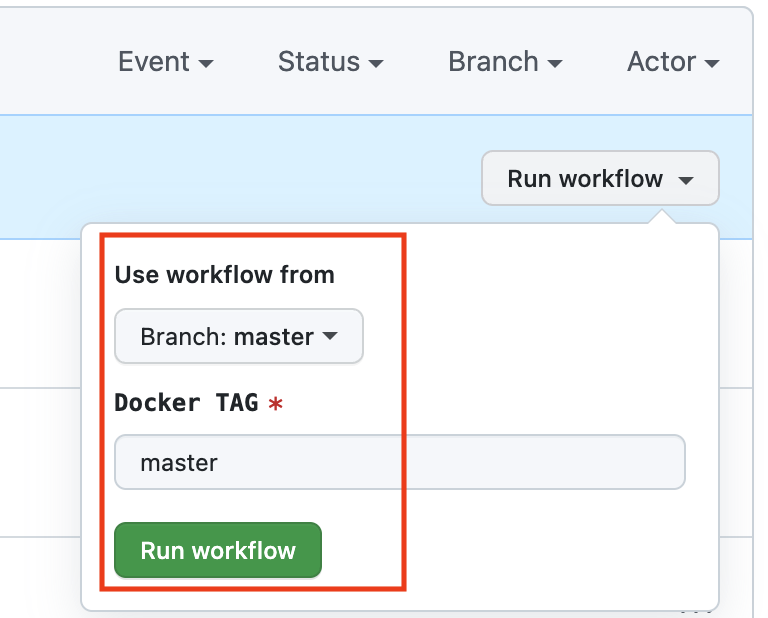 Event Status Branch Actor
Run workflow
Use workflow from
Branch: master
Docker TAG *
master
Run workflow